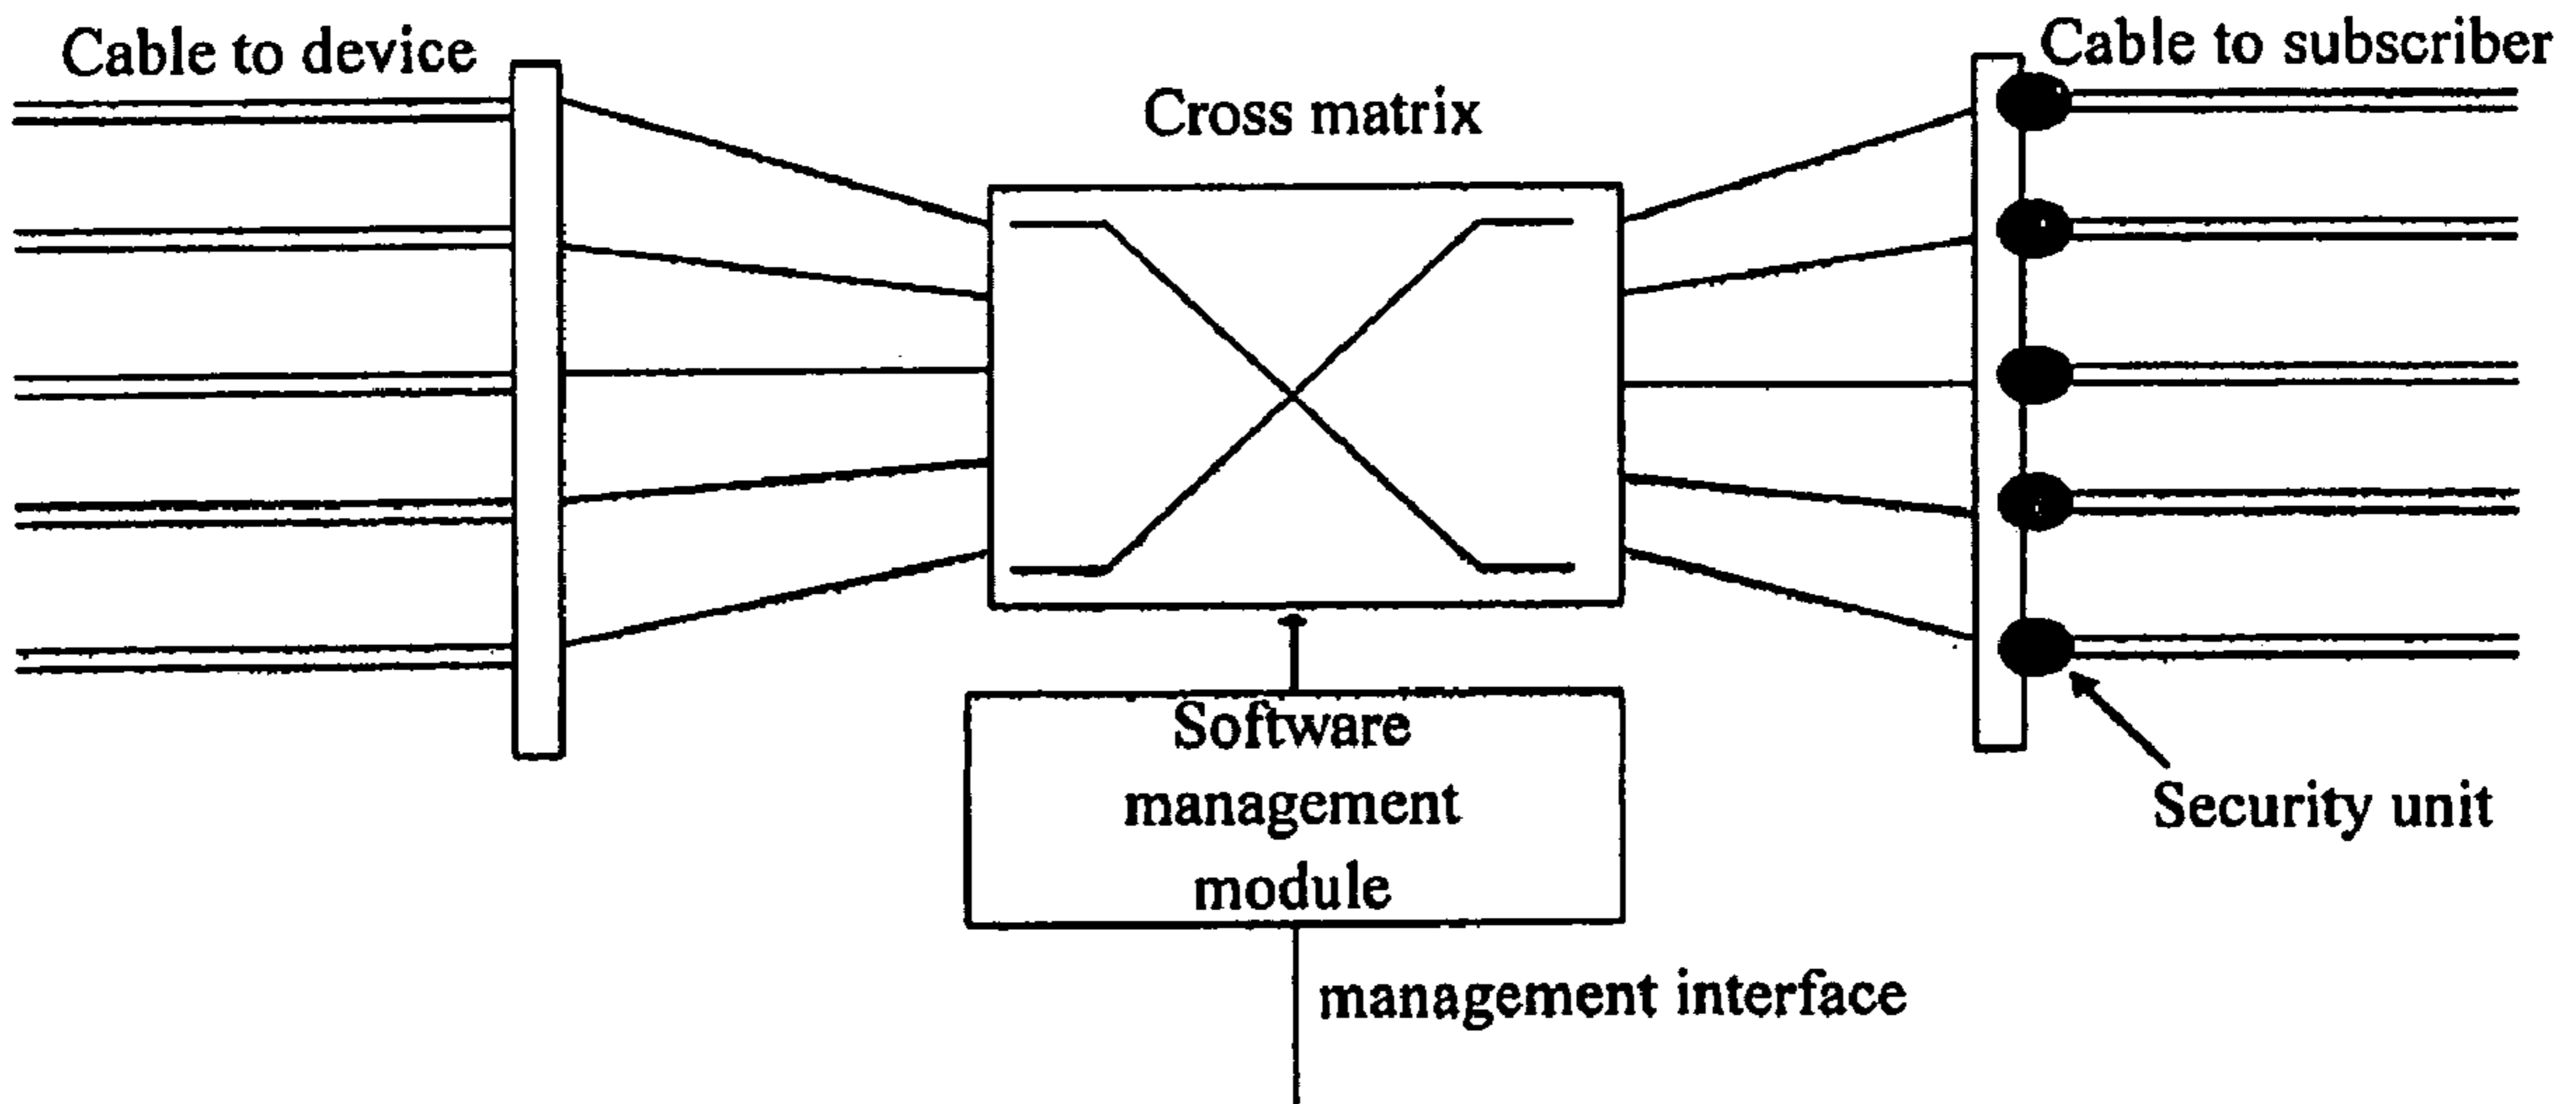 Cable to device
Cable to subscriber
Cross matrix
Software
management
module
Security unit
management interface